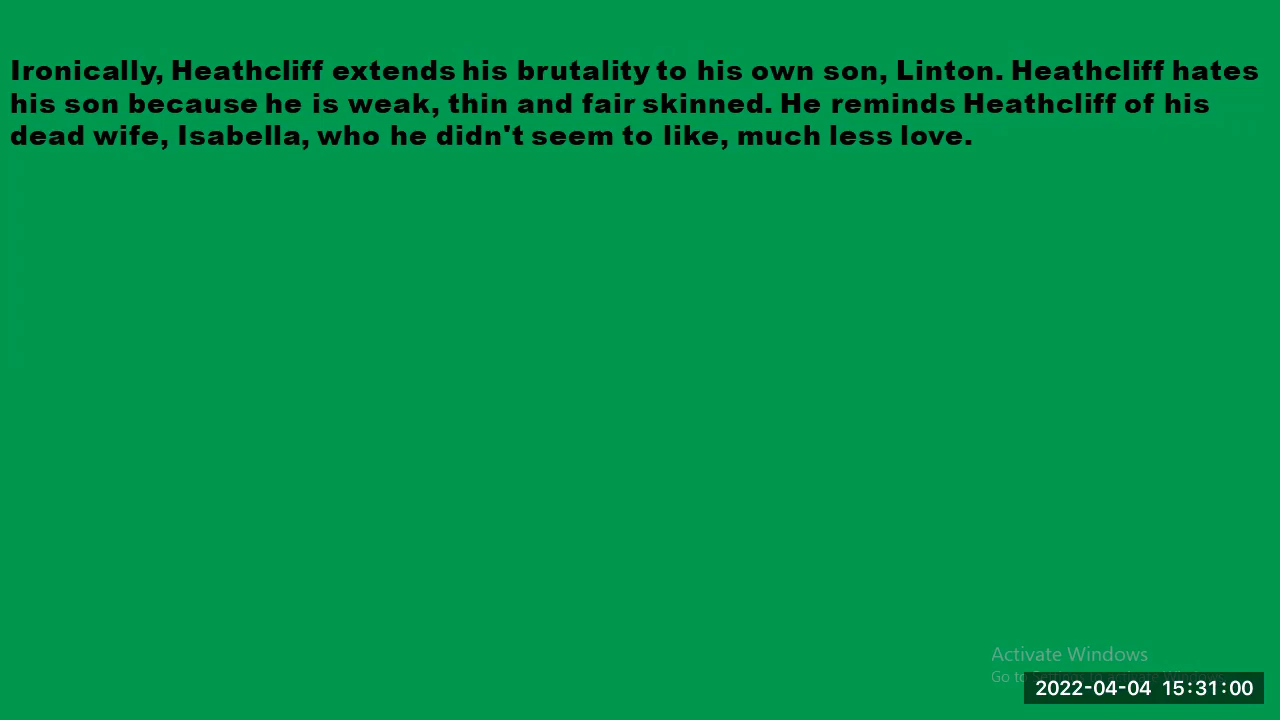 Ironically, Heathcliff extends his brutality to his own son, Linton. Heathcliff hates
his son because he is weak, thin and fair skinned. He reminds Heathcliff of his
dead wife, Isabella, who he didn't seem to like, much less love.
Activate Windows
Go to
2022-04-04 15:31:00